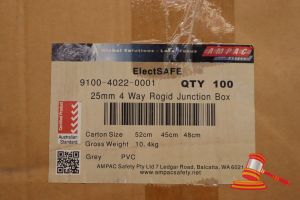 Global Solutions - Local Focus
AMPAC
ElectSAFE
9100-4022-0001 QTY 100
25mm 4 Way Rogid Junction Box
Australian
Standard
Carton Size 52cm 45cm 48cm
Gross Weight 10.4kg
Grey PVC
AMPAC Safety Pty Ltd 7 Ledgar Road, Balcatta, WA 6021
www.ampacsafety.net